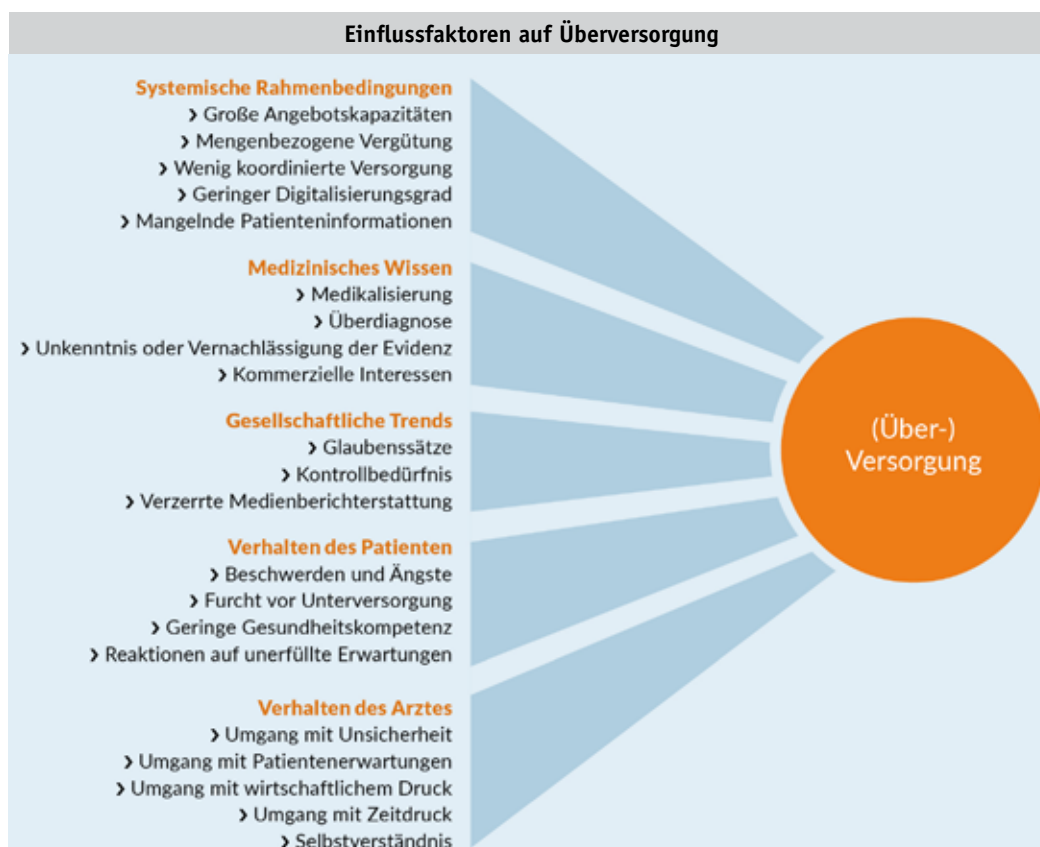 Einflussfaktoren auf Überversorgung
Systemische Rahmenbedingungen
❯ Große Angebotskapazitäten
❯ Mengenbezogene Vergütung
❯ Wenig koordinierte Versorgung
❯ Geringer Digitalisierungsgrad
❯ Mangelnde Patienteninformationen
Medizinisches Wissen
❯ Medikalisierung
❯ Überdiagnose
❯ Unkenntnis oder Vernachlässigung der Evidenz
❯ Kommerzielle Interessen
Gesellschaftliche Trends
❯ Glaubenssätze
❯ Kontrollbedürfnis
❯ Verzerrte Medienberichterstattung
Verhalten des Patienten
❯ Beschwerden und Ängste
❯ Furcht vor Unterversorgung
❯ Geringe Gesundheitskompetenz
❯ Reaktionen auf unerfüllte Erwartungen
Verhalten des Arztes
❯ Umgang mit Unsicherheit
❯ Umgang mit Patientenerwartungen
❯ Umgang mit wirtschaftlichem Druck
❯ Umgang mit Zeitdruck
❯ Selbstverständnis
(Über-)
Versorgung